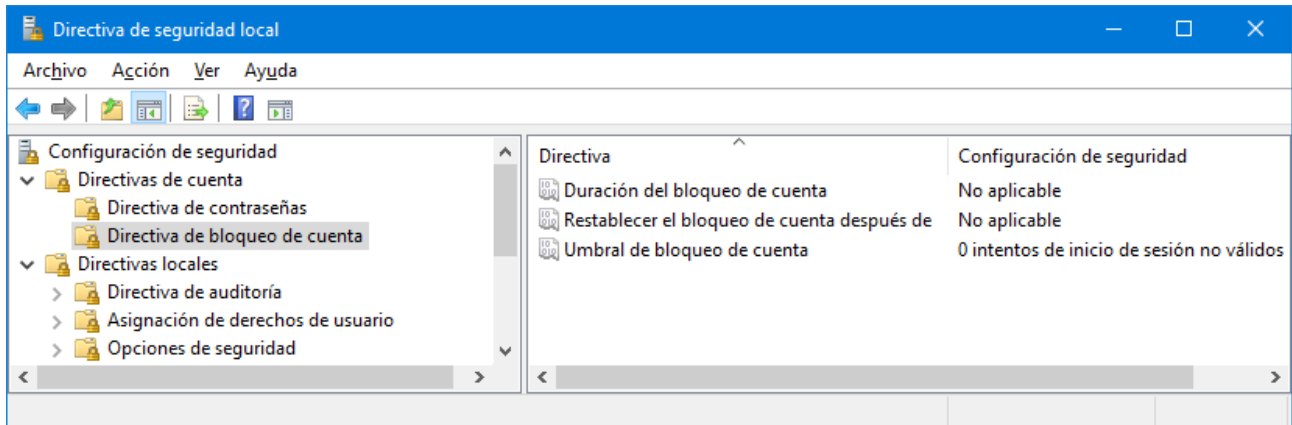 Directiva de seguridad local
Archivo Acción Ver Ayuda
Configuración de seguridad
Directivas de cuenta
Directiva de contraseñas
Directiva de bloqueo de cuenta
Directivas locales
Directiva de auditoría
Asignación de derechos de usuario
Opciones de seguridad
Directiva Configuración de seguridad
Duración del bloqueo de cuenta No aplicable
Restablecer el bloqueo de cuenta después de No aplicable
Umbral de bloqueo de cuenta 0 intentos de inicio de sesión no válidos